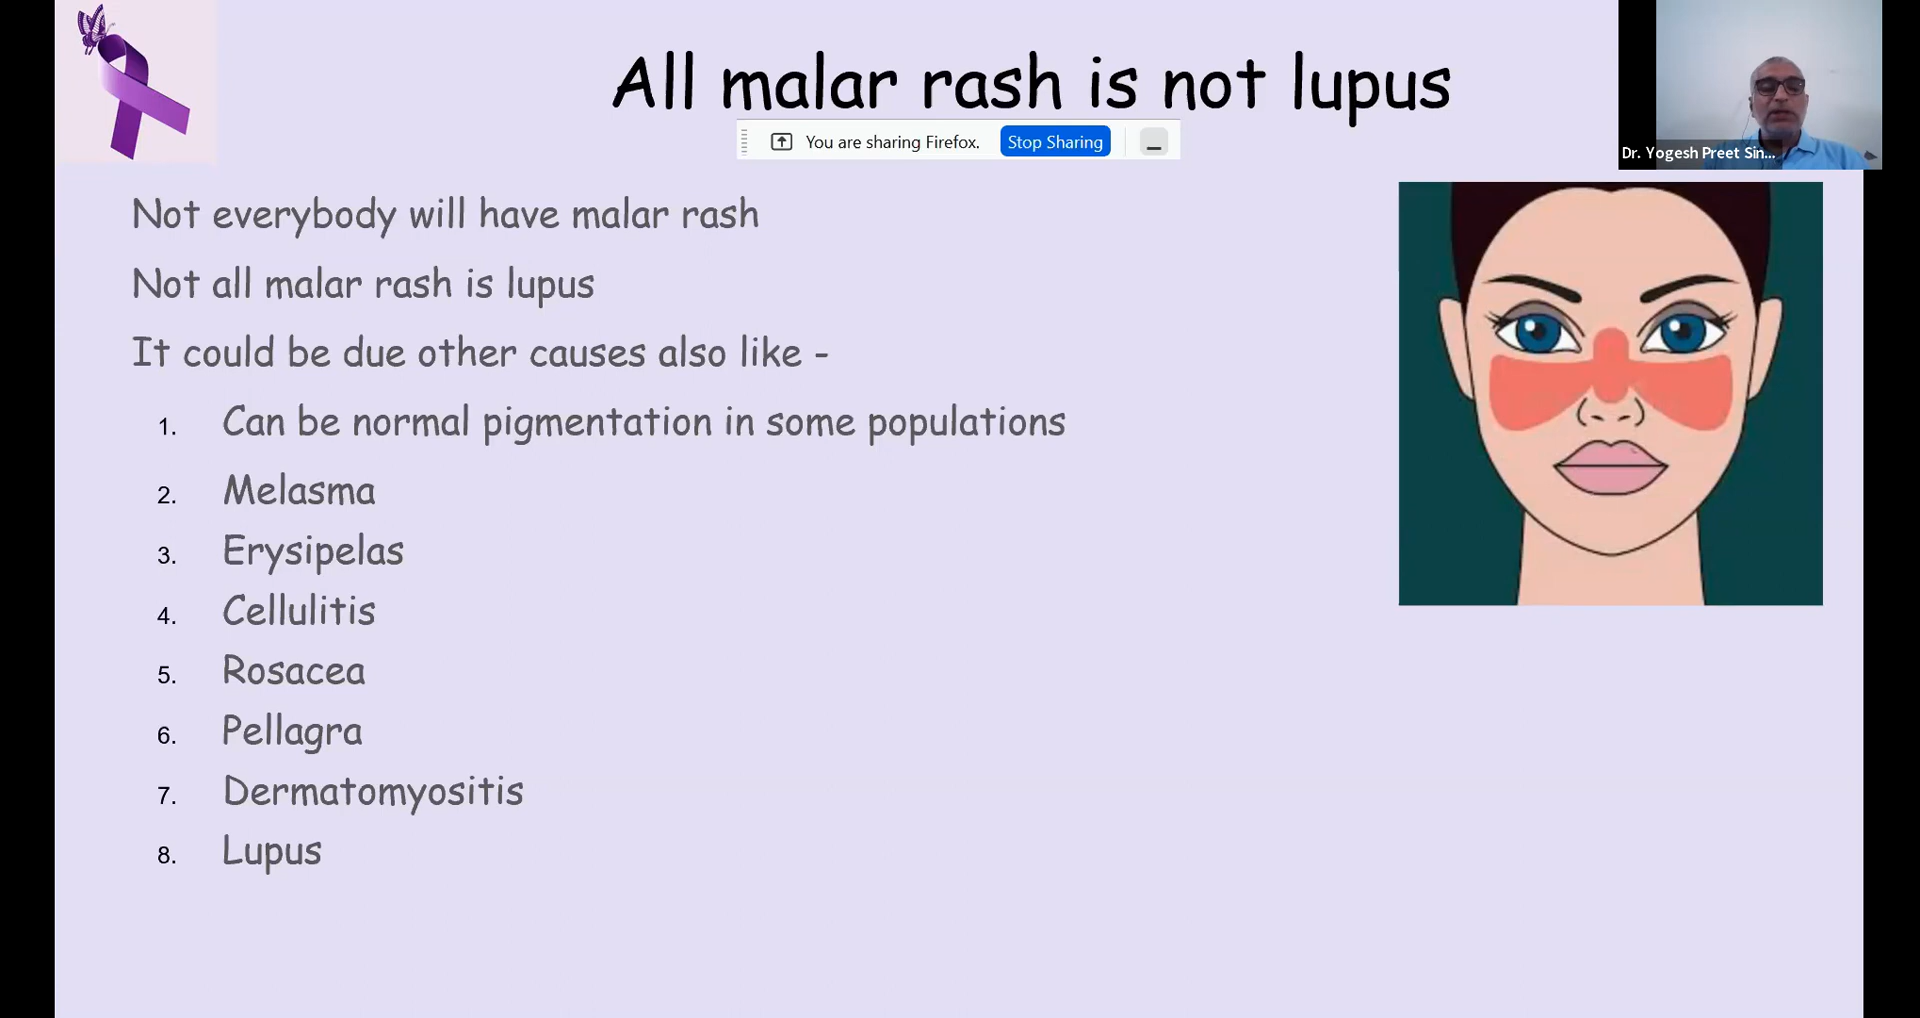 All malar rash is not lupus
You are sharing Firefox. Stop Sharing
Dr. Yogesh Preet Sin...
Not everybody will have malar rash
Not all malar rash is lupus
It could be due other causes also like -
1. Can be normal pigmentation in some populations
2. Melasma
3. Erysipelas
4. Cellulitis
5. Rosacea
6. Pellagra
7. Dermatomyositis
8. Lupus